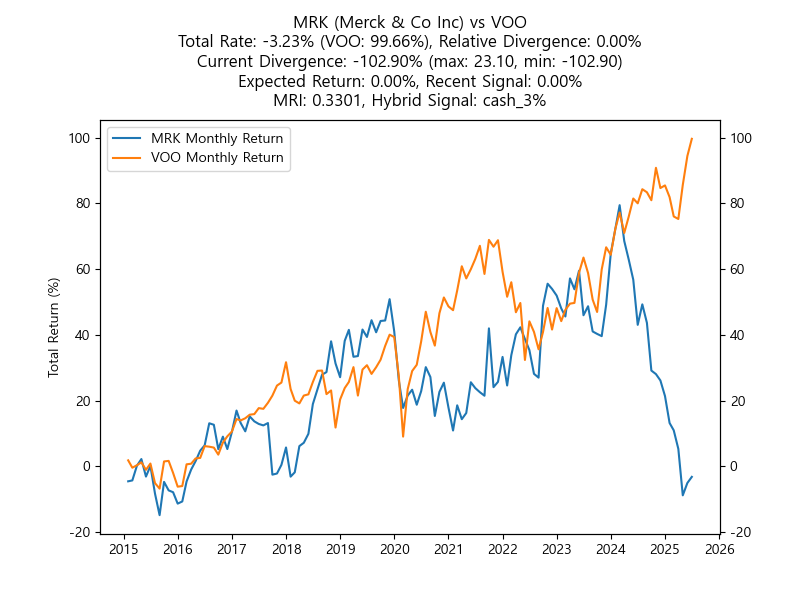 MRK (Merck & Co Inc) vs VOO
Total Rate: -3.23% (VOO: 99.66%), Relative Divergence: 0.00%
Current Divergence: -102.90% (max: 23.10, min: -102.90)
Expected Return: 0.00%, Recent Signal: 0.00%
MRI: 0.3301, Hybrid Signal: cash_3%
MRK Monthly Return
VOO Monthly Return
Total Return (%)
100
80
60
40
20
0
-20
100
80
60
40
20
0
-20
2015 2016 2017 2018 2019 2020 2021 2022 2023 2024 2025 2026